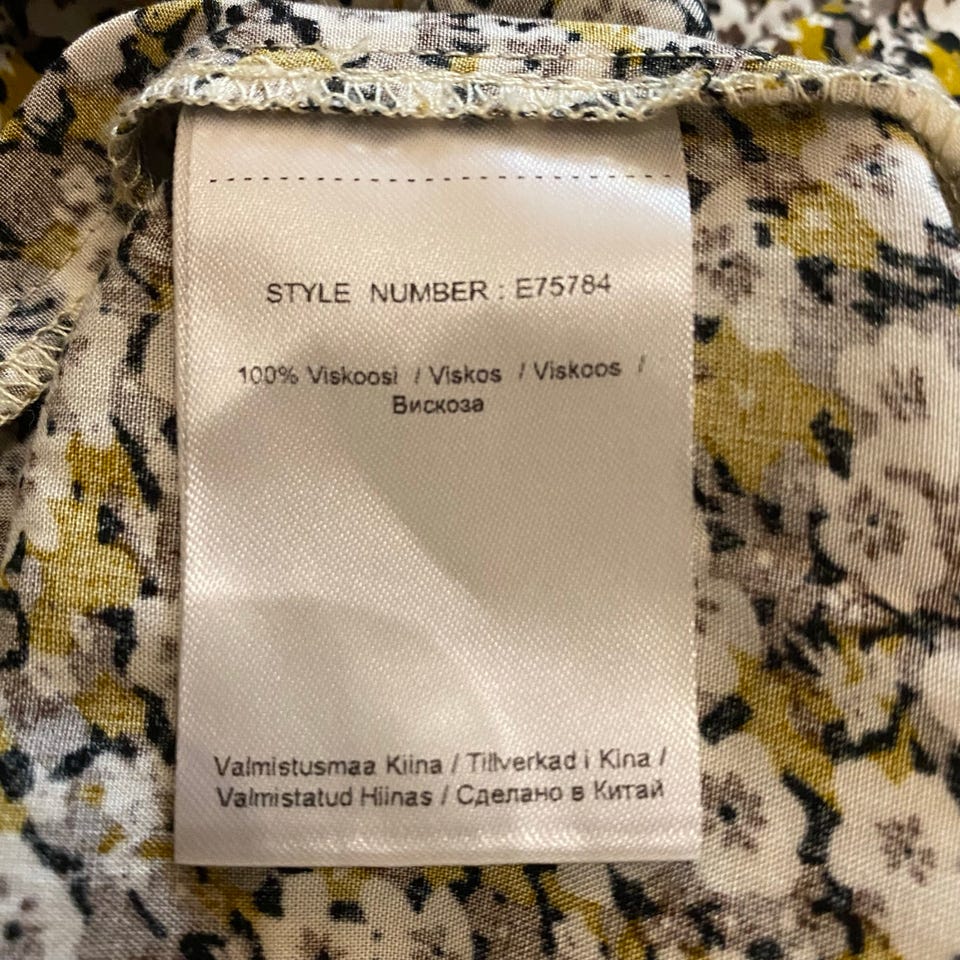 STYLE NUMBER : E75784
100% Viskoosi / Viskos / Viskoos /
Вискоза
Valmistusmaa Kiina / Tillverkad i Kina /
Valmistatud Hiinas / Сделано в Китай